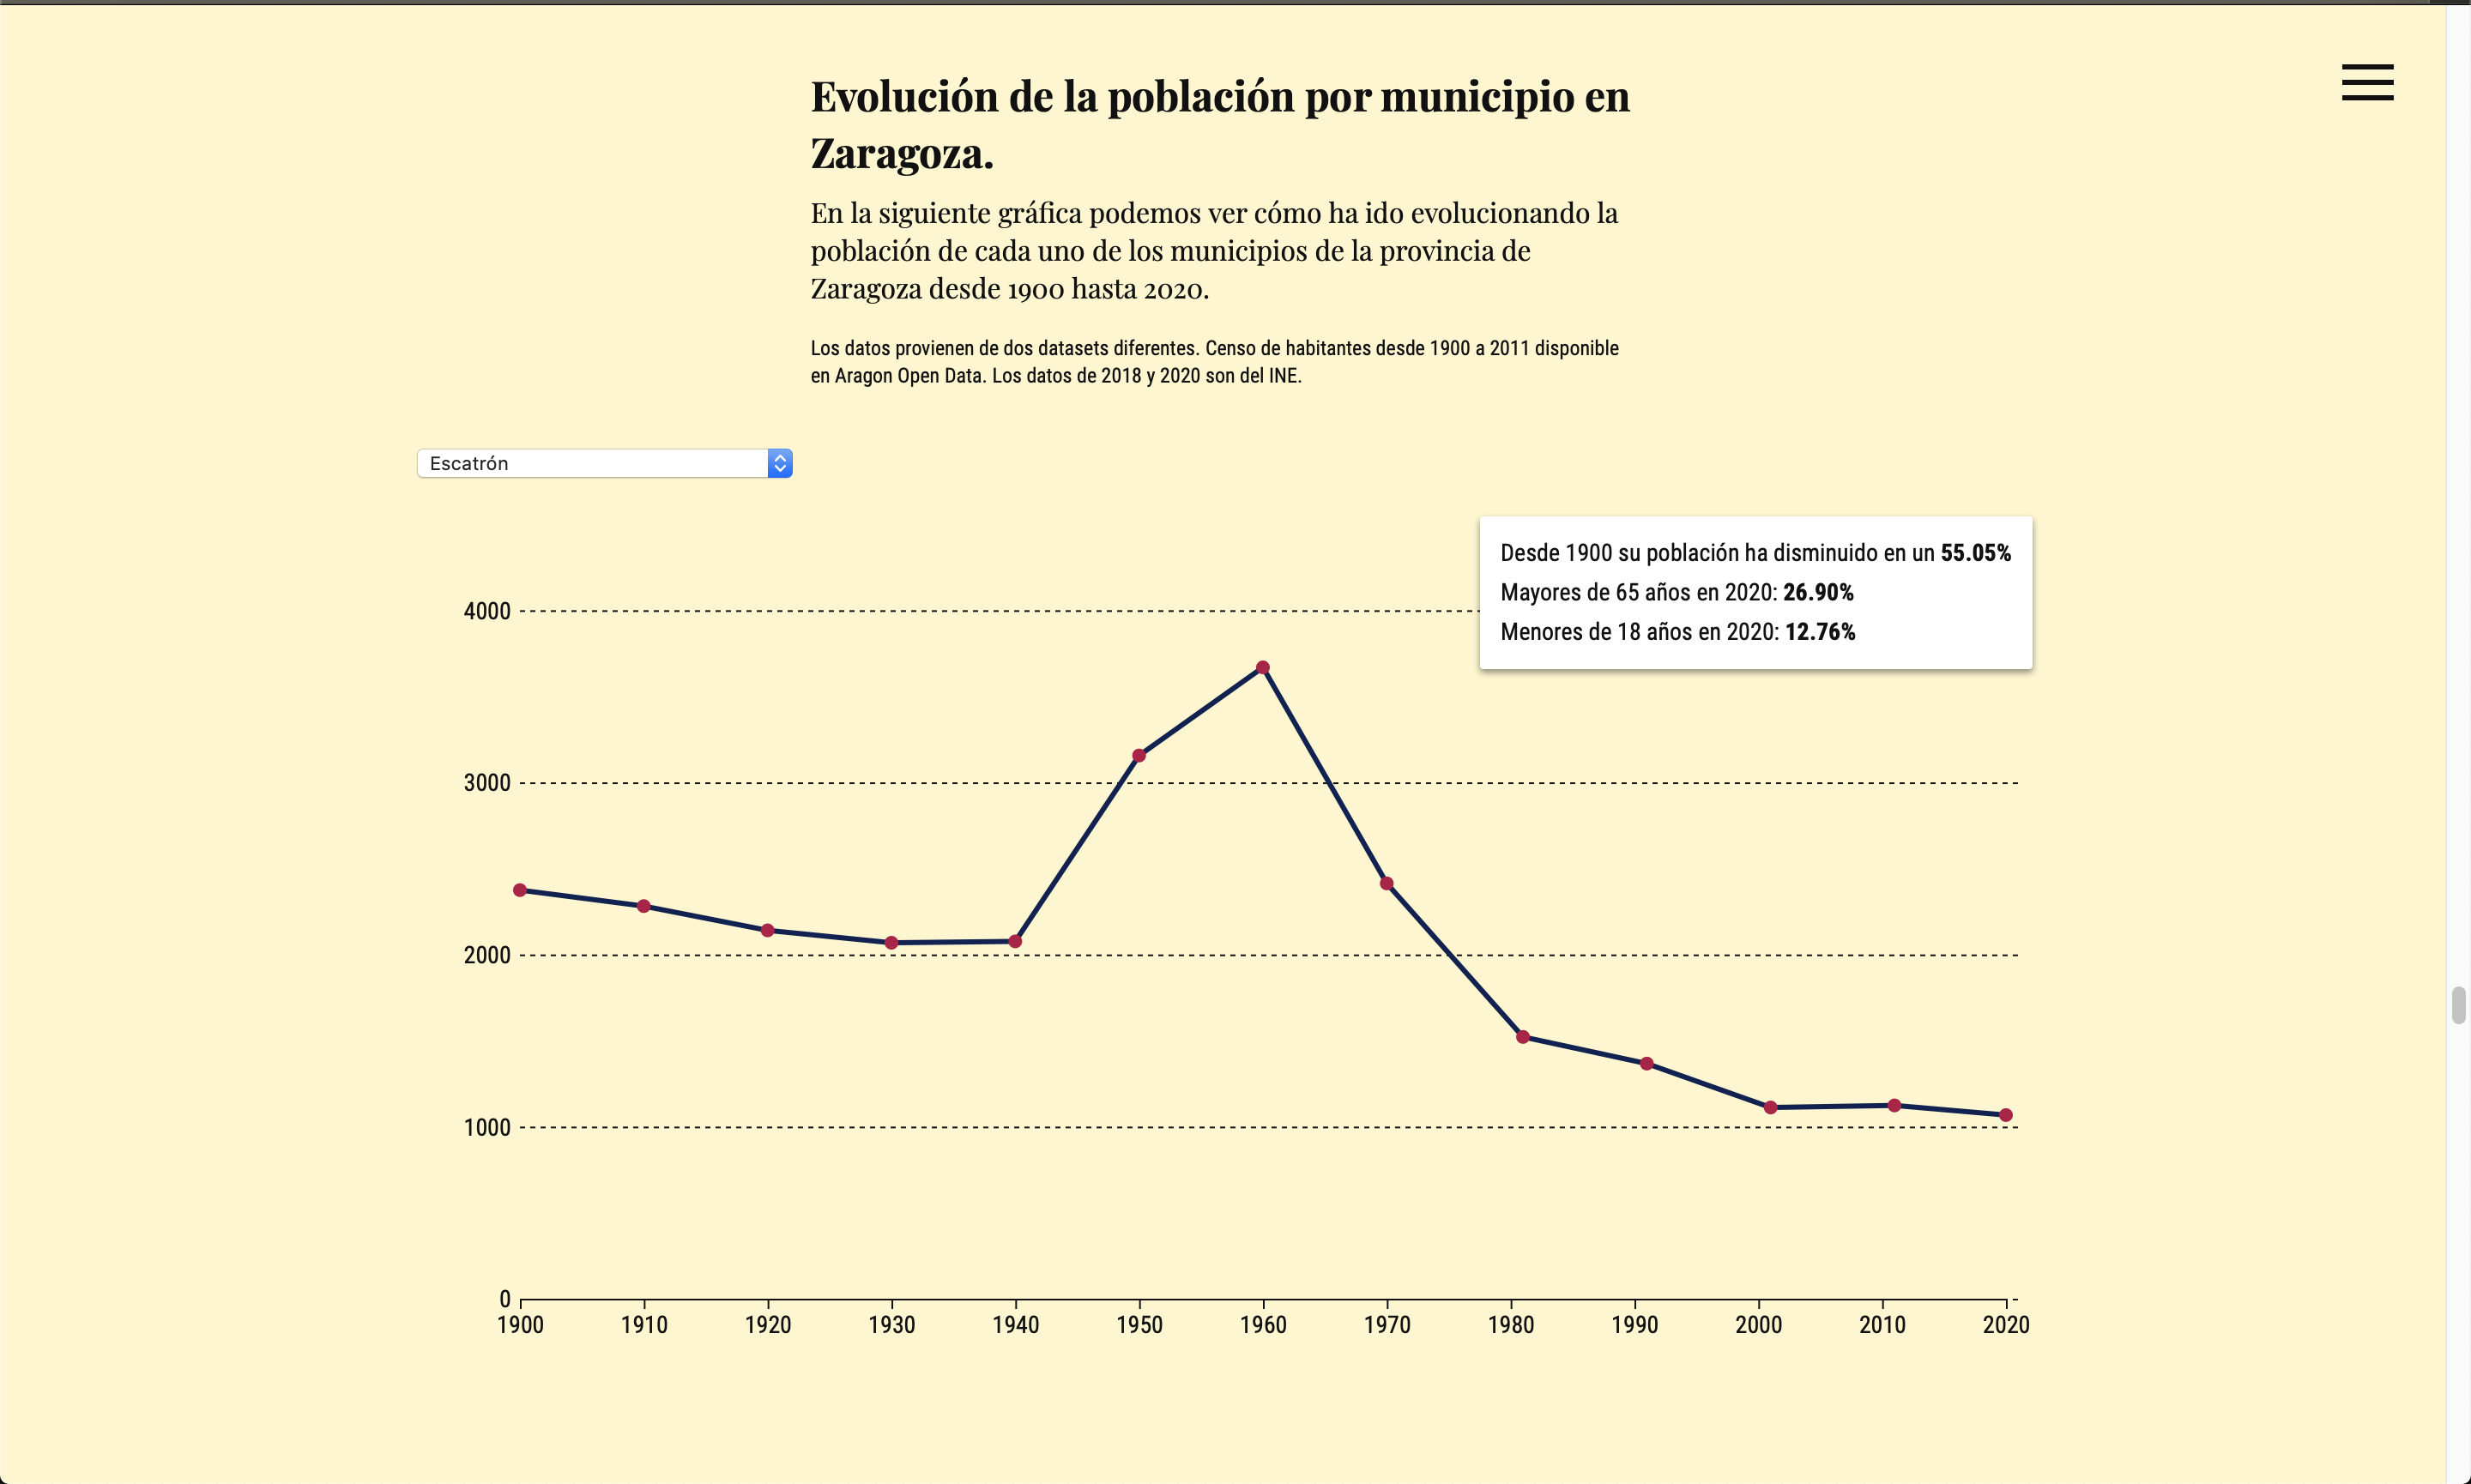 Evolución de la población por municipio en
Zaragoza.
En la siguiente gráfica podemos ver cómo ha ido evolucionando la
población de cada uno de los municipios de la provincia de
Zaragoza desde 1900 hasta 2020.
Los datos provienen de dos datasets diferentes. Censo de habitantes desde 1900 a 2011 disponible
en Aragon Open Data. Los datos de 2018 y 2020 son del INE.
Escatrón
Desde 1900 su población ha disminuido en un 55.05%
Mayores de 65 años en 2020: 26.90%
Menores de 18 años en 2020: 12.76%
4000
3000
2000
1000
0
1900 1910 1920 1930 1940 1950 1960 1970 1980 1990 2000 2010 2020